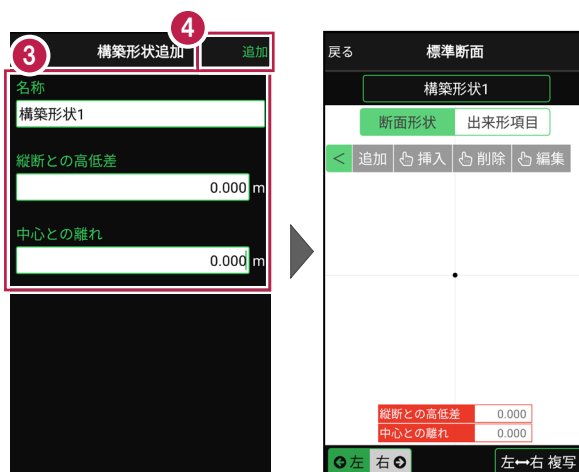 3
4
構築形状追加
追加
名称
構築形状1
縦断との高低差
0.000 m
中心との離れ
0.000 m
戻る
標準断面
構築形状1
断面形状
出来形項目
< 追加 挿入 削除 編集
縦断との高低差 0.000
中心との離れ 0.000
左 右
左↔右 複写